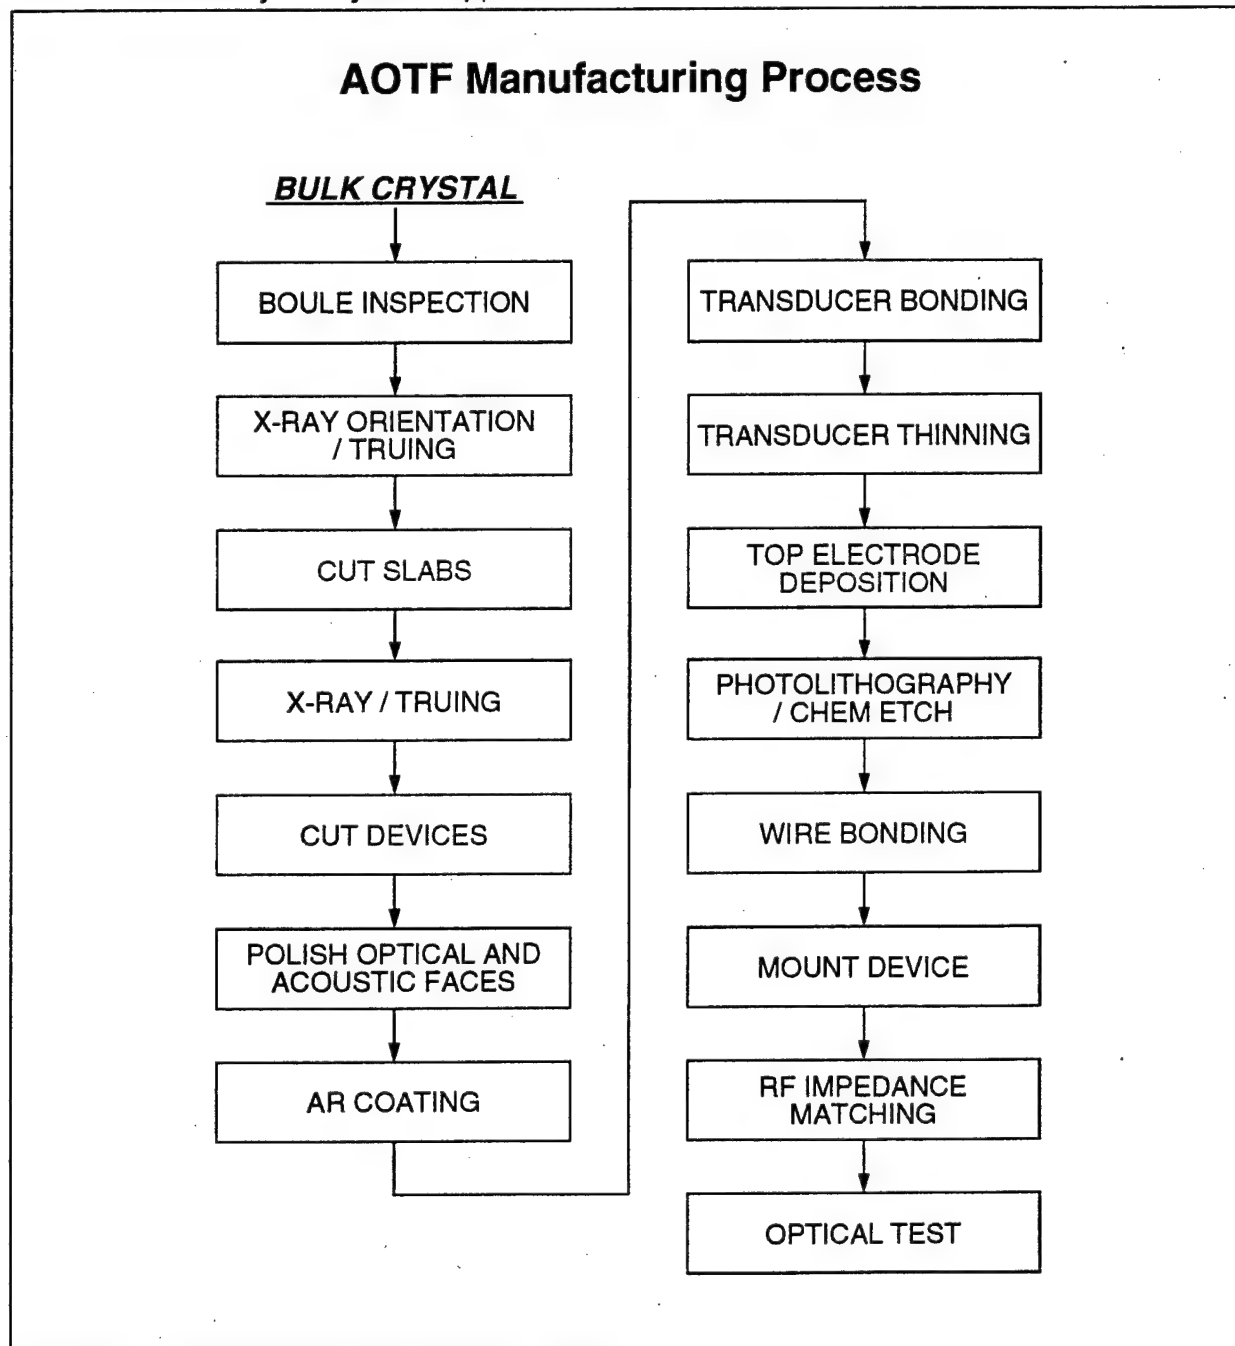 AOTF Manufacturing Process
BULK CRYSTAL
BOULE INSPECTION
X-RAY ORIENTATION
/ TRUING
CUT SLABS
X-RAY / TRUING
CUT DEVICES
POLISH OPTICAL AND
ACOUSTIC FACES
AR COATING
TRANSDUCER BONDING
TRANSDUCER THINNING
TOP ELECTRODE
DEPOSITION
PHOTOLITHOGRAPHY
/ CHEM ETCH
WIRE BONDING
MOUNT DEVICE
RF IMPEDANCE
MATCHING
OPTICAL TEST